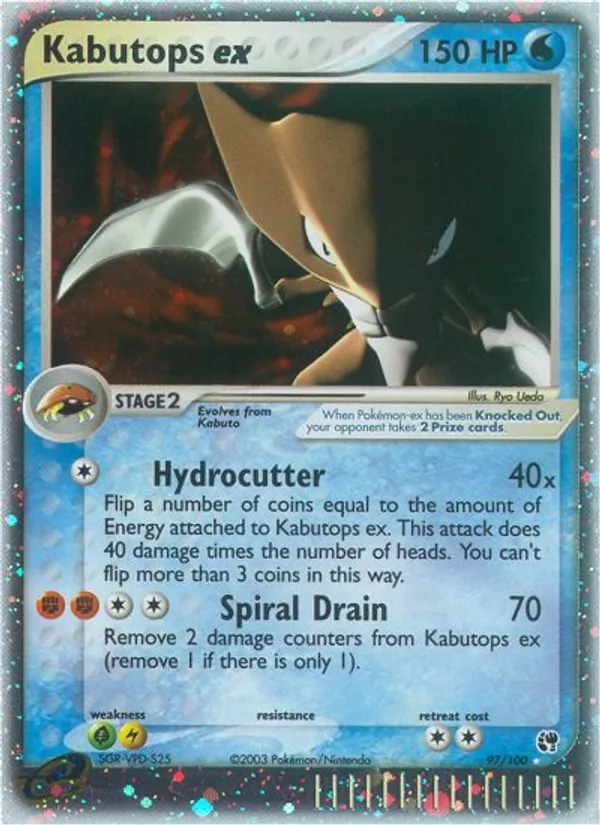 Kabutops ex 150 HP
STAGE2
Evolves from
Kabuto
Illus. Ryo Ueda
When Pokémon-ex has been Knocked Out,
your opponent takes 2 Prize cards.
Hydrocutter 40x
Flip a number of coins equal to the amount of
Energy attached to Kabutops ex. This attack does
40 damage times the number of heads. You can't
flip more than 3 coins in this way.
Spiral Drain 70
Remove 2 damage counters from Kabutops ex
(remove 1 if there is only 1).
weakness resistance retreat cost
SGR-VPD-S25 ©2003 Pokémon/Nintendo 97/100